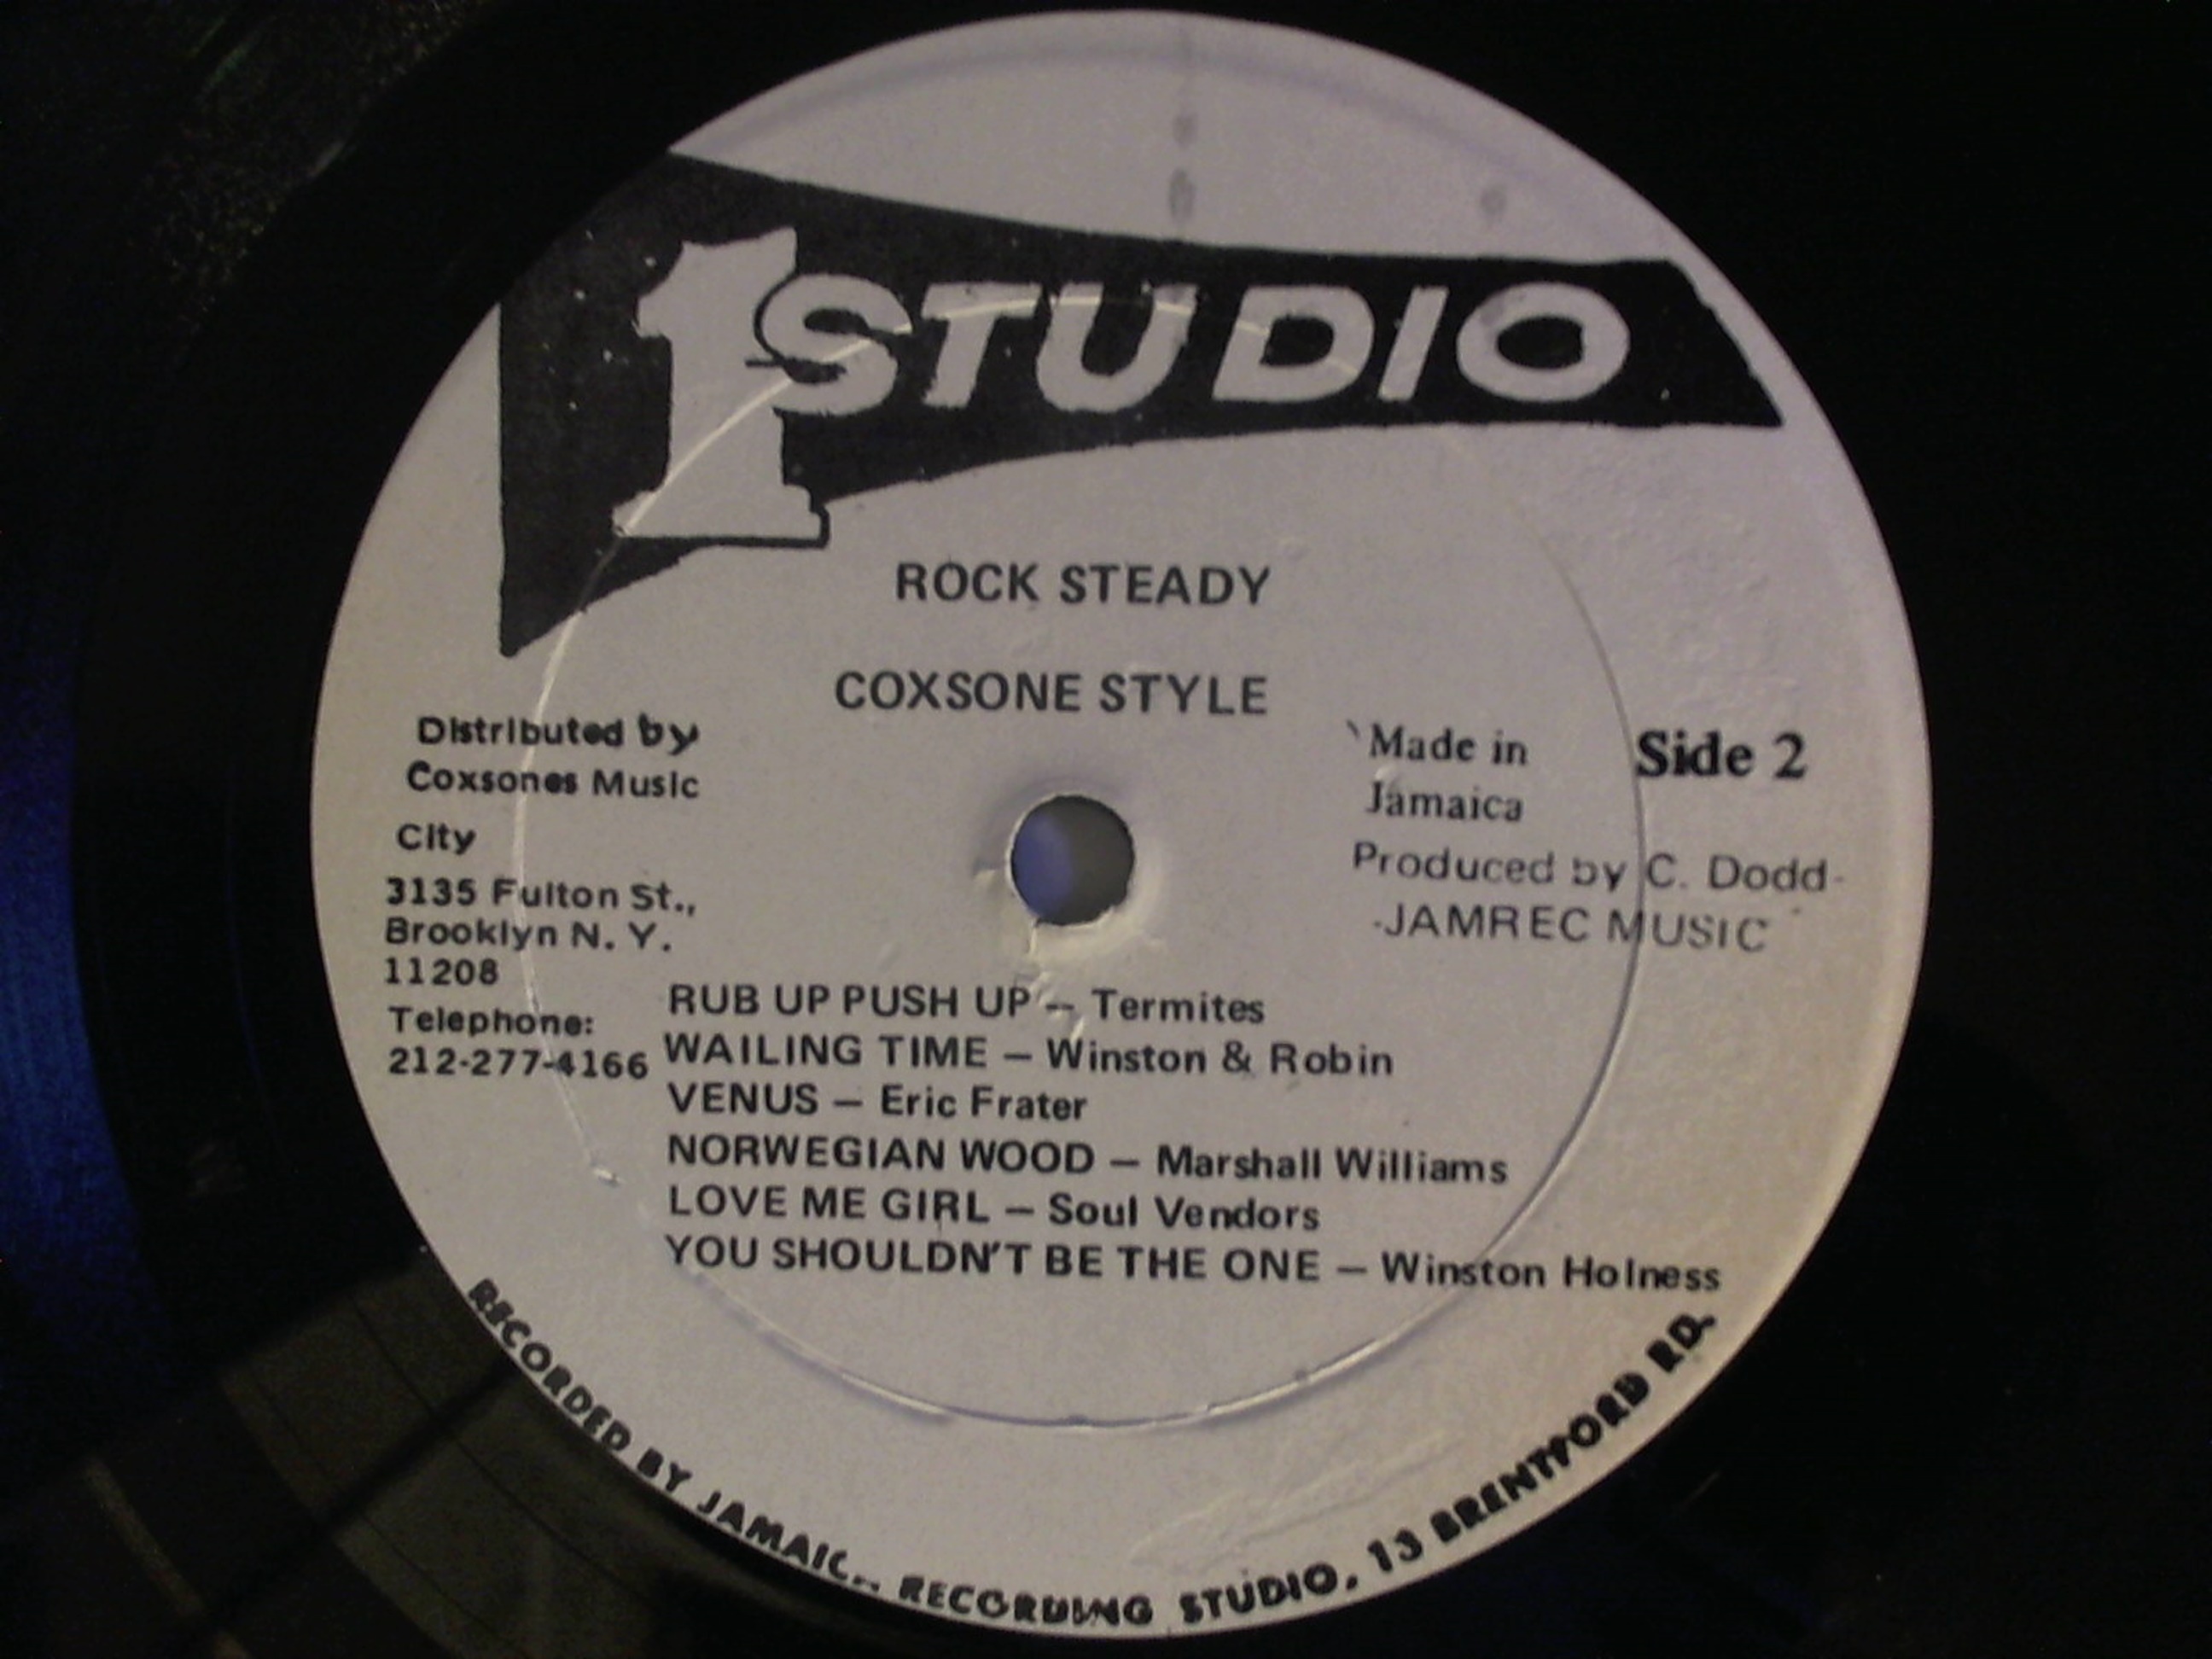 1 STUDIO
ROCK STEADY
COXSONE STYLE
Distributed by
Coxsones Music
City
3135 Fulton St.,
Brooklyn N. Y.
11208
Telephone:
212-277-4166
Made in
Jamaica
Side 2
Produced by C. Dodd-
-JAMREC MUSIC
RUB UP PUSH UP -- Termites
WAILING TIME – Winston & Robin
VENUS – Eric Frater
NORWEGIAN WOOD – Marshall Williams
LOVE ME GIRL – Soul Vendors
YOU SHOULDN'T BE THE ONE – Winston Holness
RECORDED BY JAMAICA RECORDING STUDIO, 13 BRENTFORD RD.